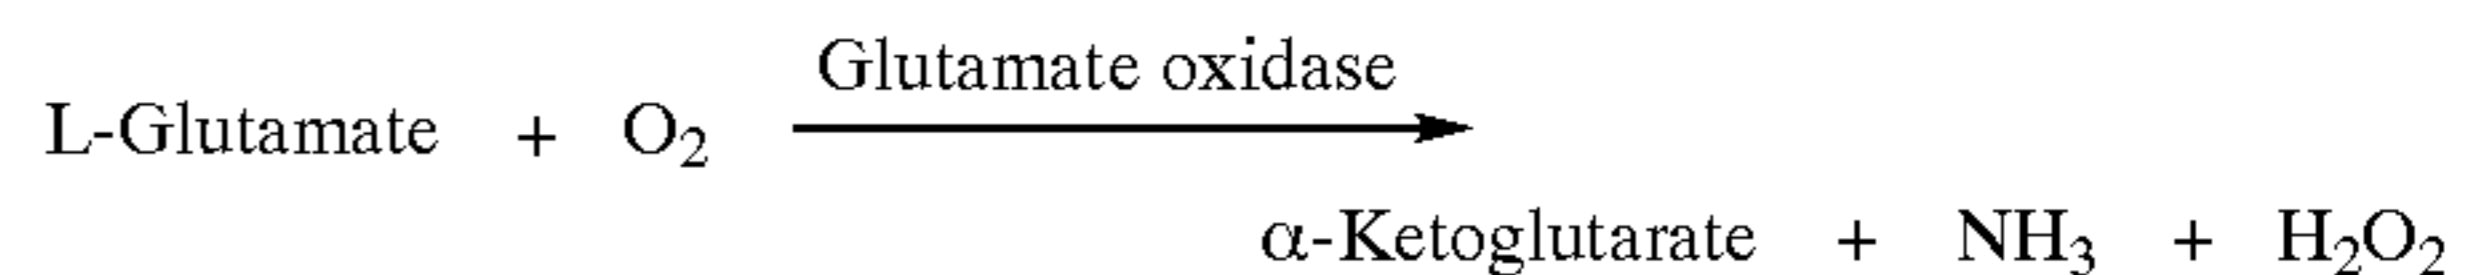 Glutamate oxidase
L-Glutamate + O₂
α-Ketoglutarate + NH₃ + H₂O₂